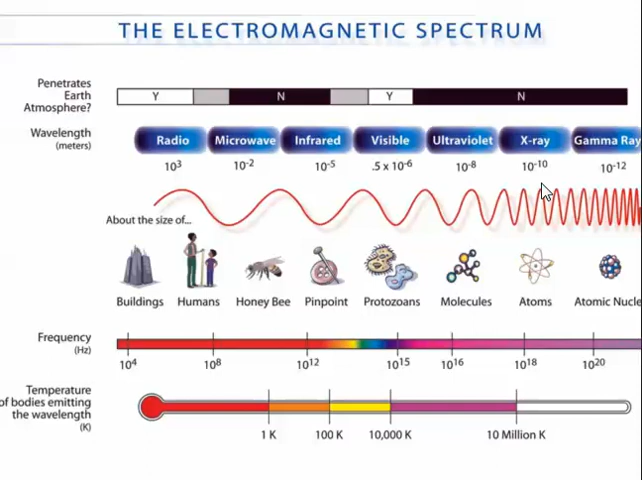 THE ELECTROMAGNETIC SPECTRUM
Penetrates
Earth
Atmosphere?
Y N Y N
Wavelength
(meters)
Radio Microwave Infrared Visible Ultraviolet X-ray Gamma Ray
10³ 10⁻² 10⁻⁵ .5 x 10⁻⁶ 10⁻⁸ 10⁻¹⁰ 10⁻¹²
About the size of...
Buildings Humans Honey Bee Pinpoint Protozoans Molecules Atoms Atomic Nucle
Frequency
(Hz)
10⁴ 10⁸ 10¹² 10¹⁵ 10¹⁶ 10¹⁸ 10²⁰
Temperature
of bodies emitting
the wavelength
(K)
1 K 100 K 10,000 K 10 Million K